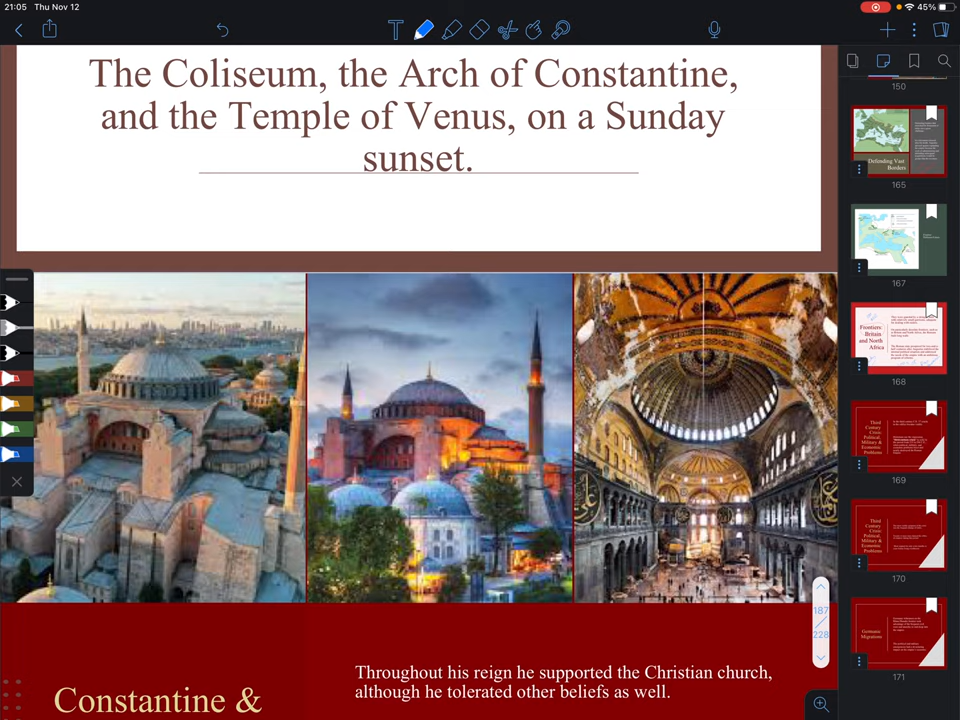 21:05 Thu Nov 12
45%
T
The Coliseum, the Arch of Constantine,
and the Temple of Venus, on a Sunday
sunset.
Constantine &
Throughout his reign he supported the Christian church,
although he tolerated other beliefs as well.
187
228
150
Defending Vast
Borders
165
167
Frontiers:
Britain
and North
Africa
168
Third
Century
Crisis:
Political,
Military &
Economic
Problems
169
Third
Century
Crisis:
Political,
Military &
Economic
Problems
170
Germanic
Migrations
171